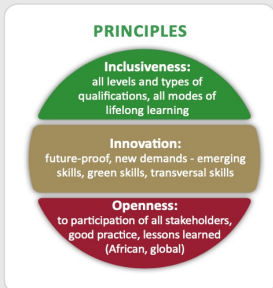 PRINCIPLES
Inclusiveness:
all levels and types of
qualifications, all modes of
lifelong learning
Innovation:
future-proof, new demands - emerging
skills, green skills, transversal skills
Openness:
to participation of all stakeholders,
good practice, lessons learned
(African, global)